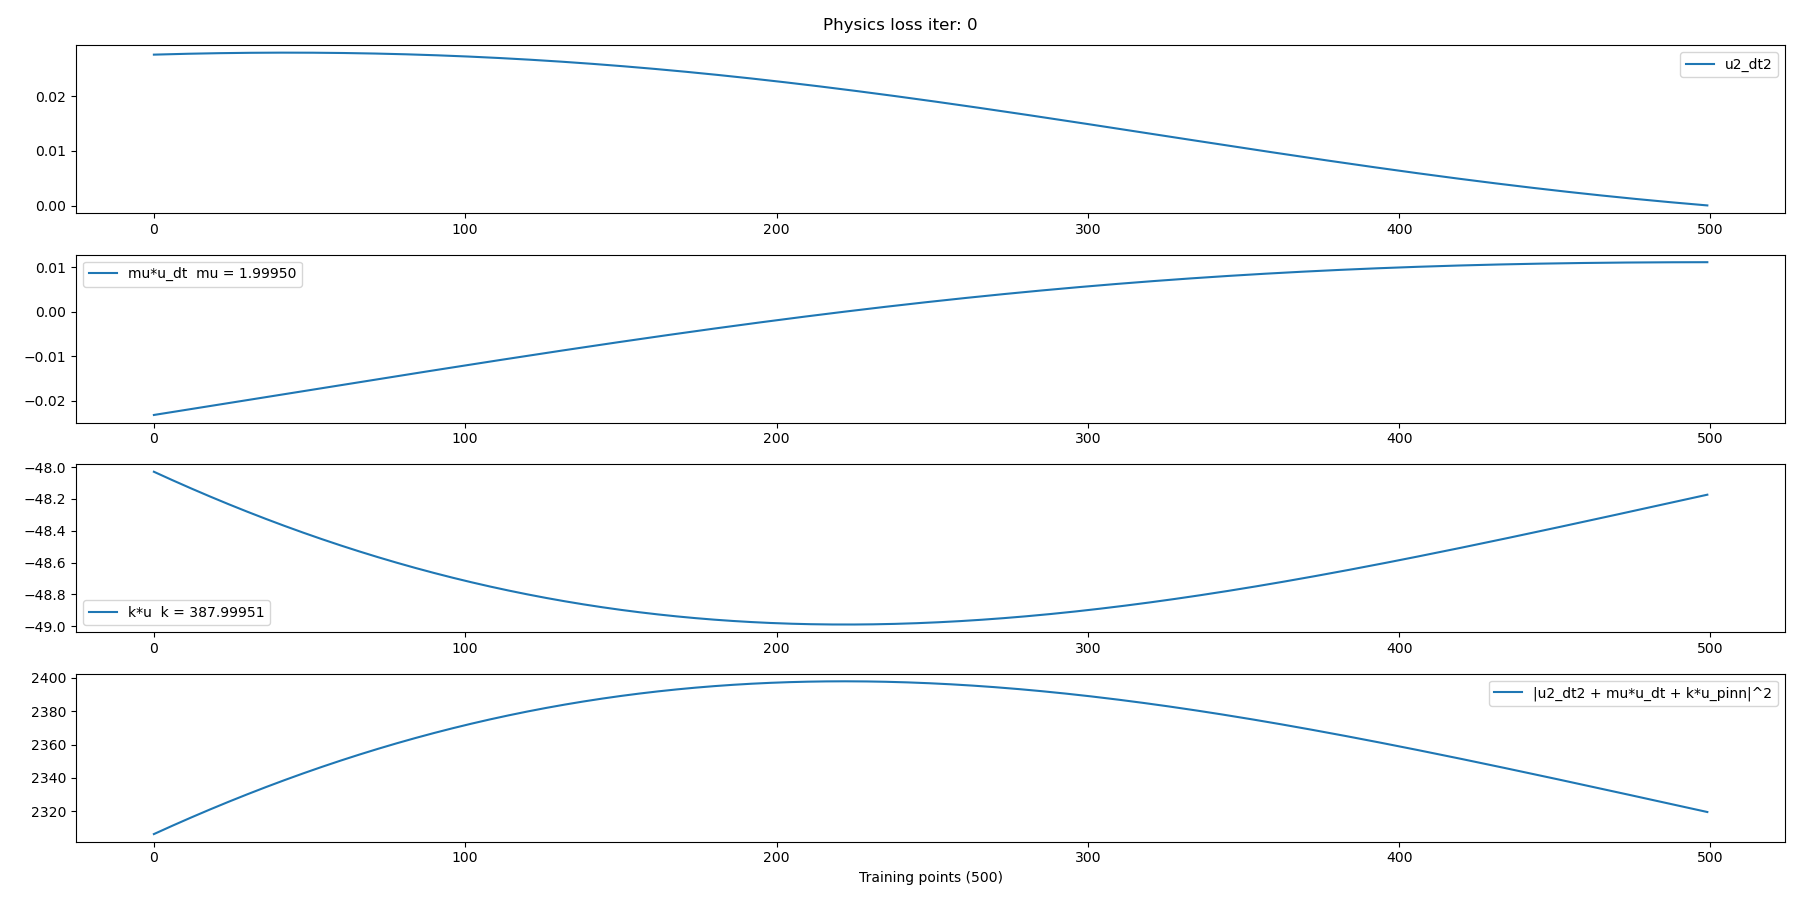 Physics loss iter: 0
u2_dt2
0.02
0.01
0.00
0 100 200 300 400 500
mu*u_dt  mu = 1.99950
0.01
0.00
−0.01
−0.02
0 100 200 300 400 500
−48.0
−48.2
−48.4
−48.6
−48.8
−49.0
k*u  k = 387.99951
0 100 200 300 400 500
|u2_dt2 + mu*u_dt + k*u_pinn|^2
2400
2380
2360
2340
2320
0 100 200 300 400 500
Training points (500)